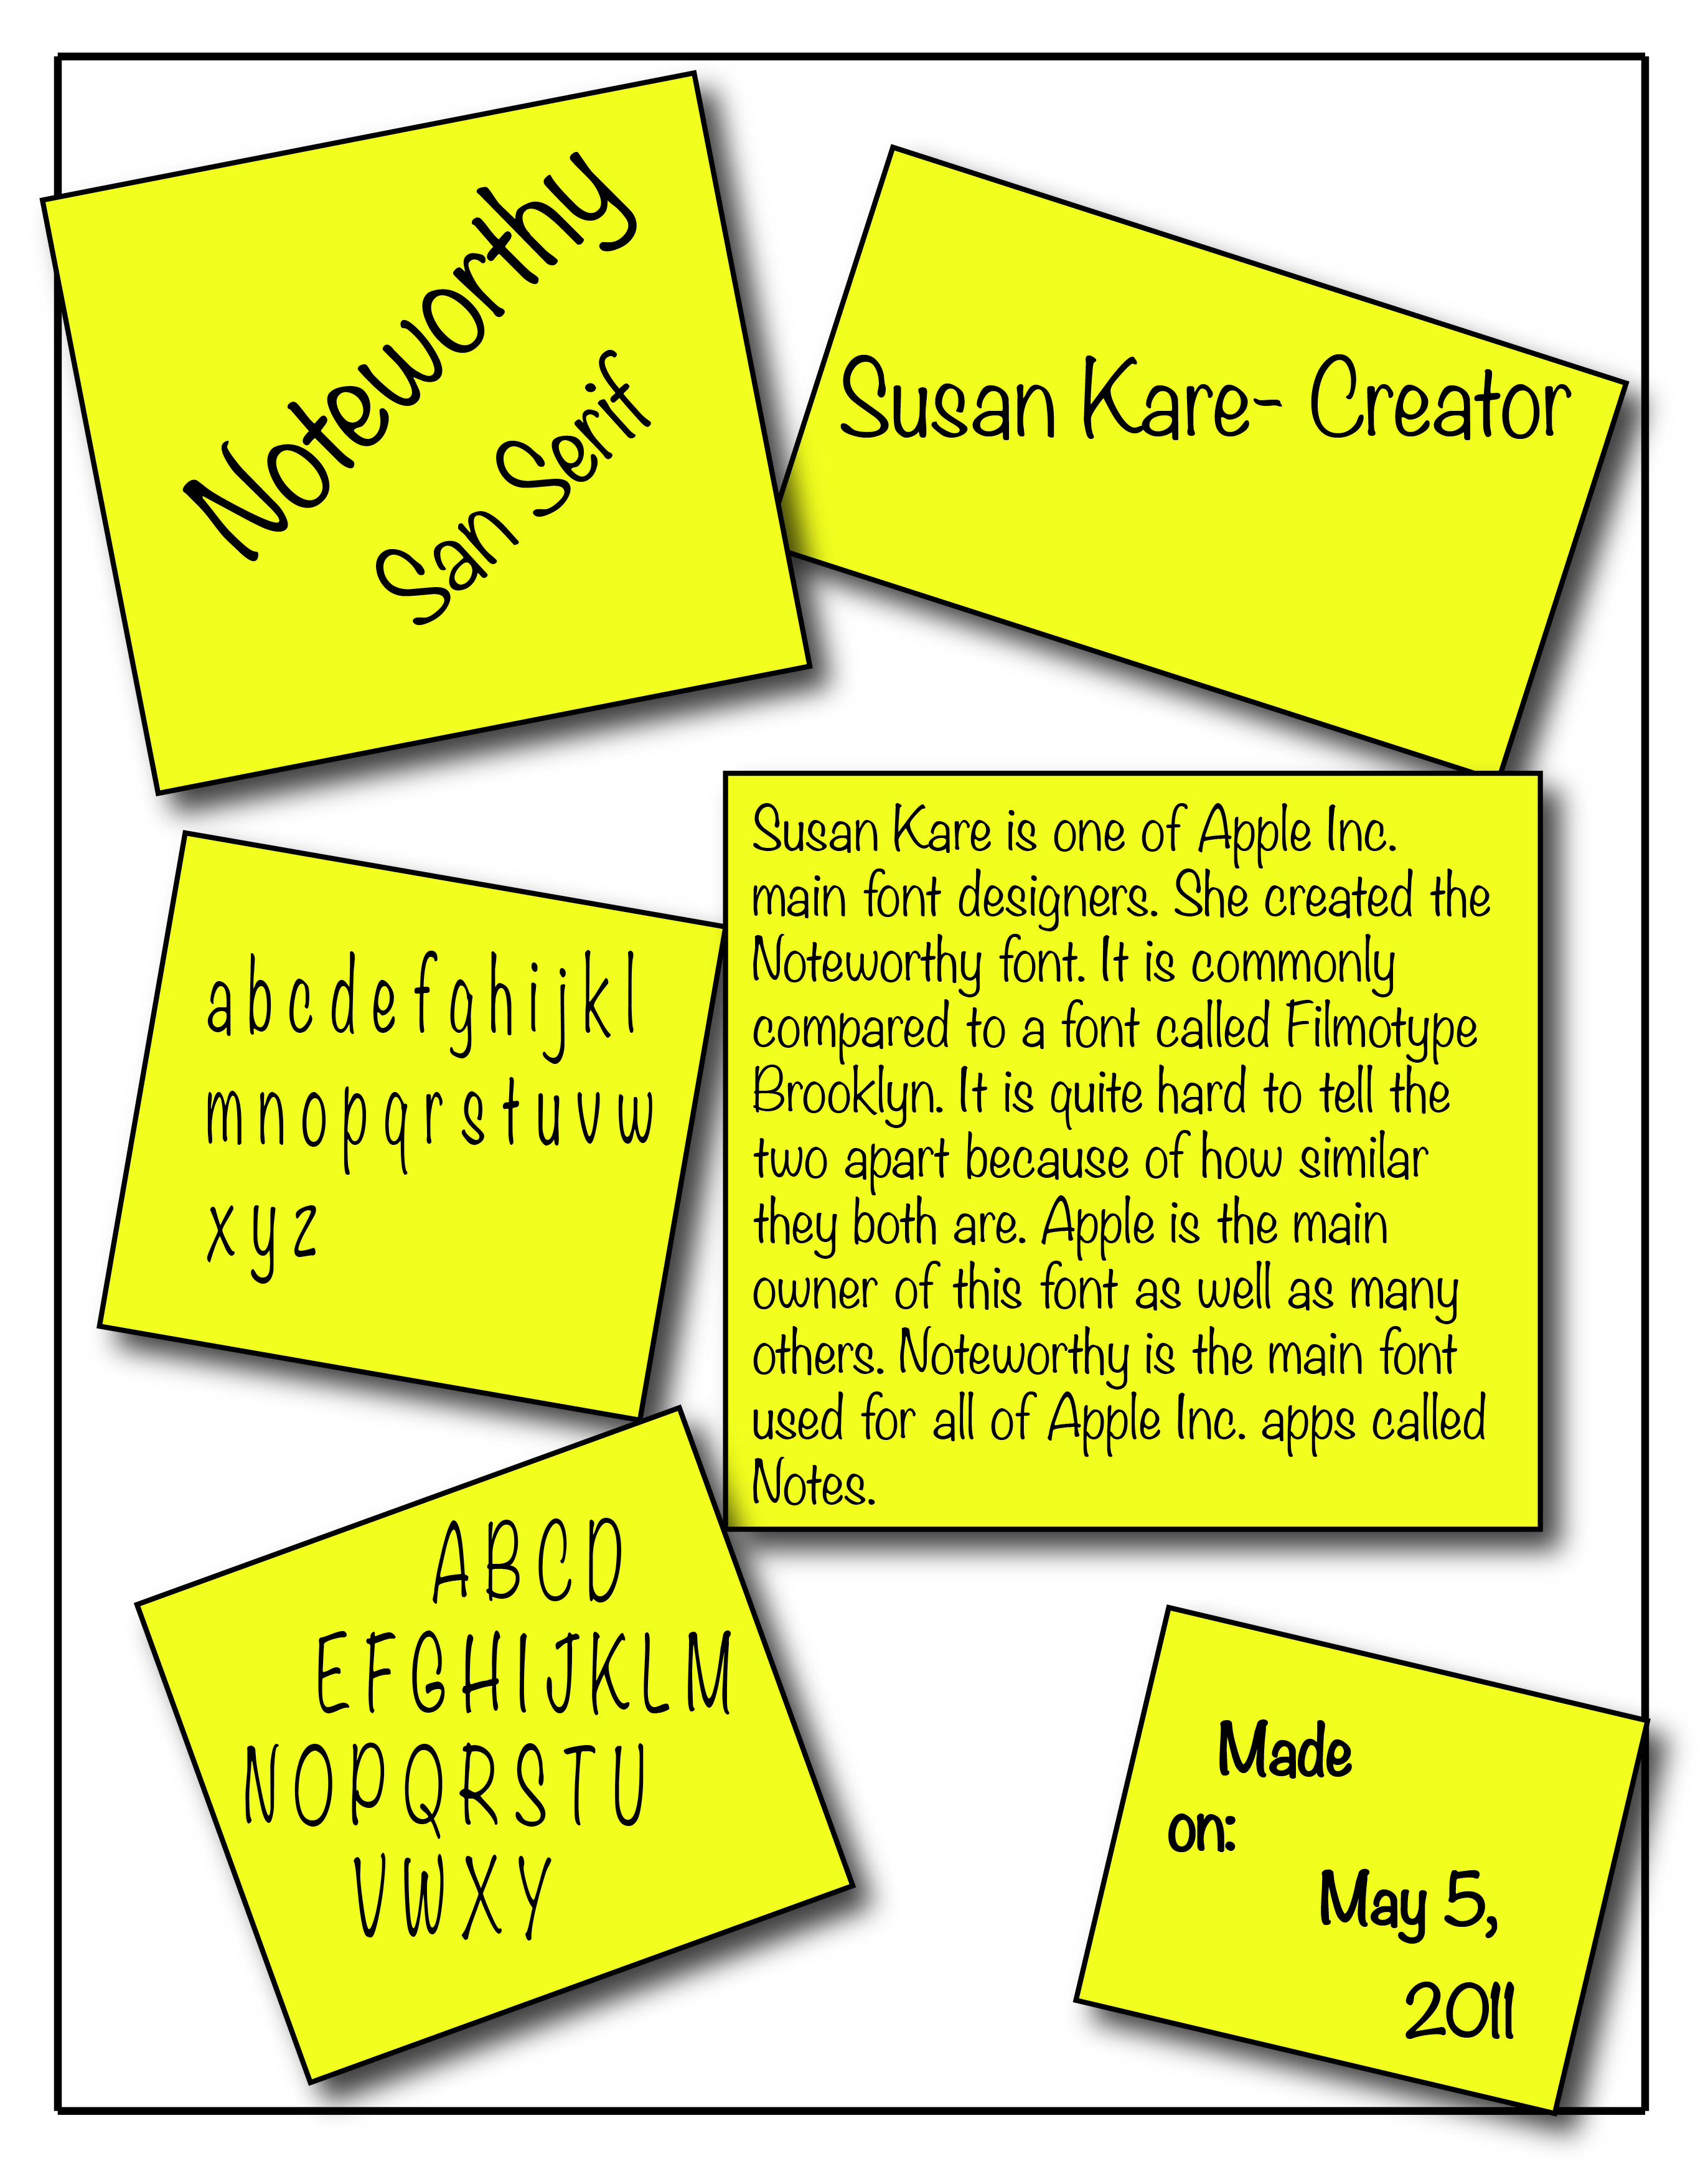 Noteworthy
San Serif
Susan Kare- Creator
Susan Kare is one of Apple Inc.
main font designers. She created the
Noteworthy font. It is commonly
compared to a font called Filmotype
Brooklyn. It is quite hard to tell the
two apart because of how similar
they both are. Apple is the main
owner of this font as well as many
others. Noteworthy is the main font
used for all of Apple Inc. apps called
Notes.
a b c d e f g h i j k l
m n o p q r s t u v w
x y z
A B C D
E F G H I J K L M
N O P Q R S T U
V W X Y
Made
on:
May 5,
2011